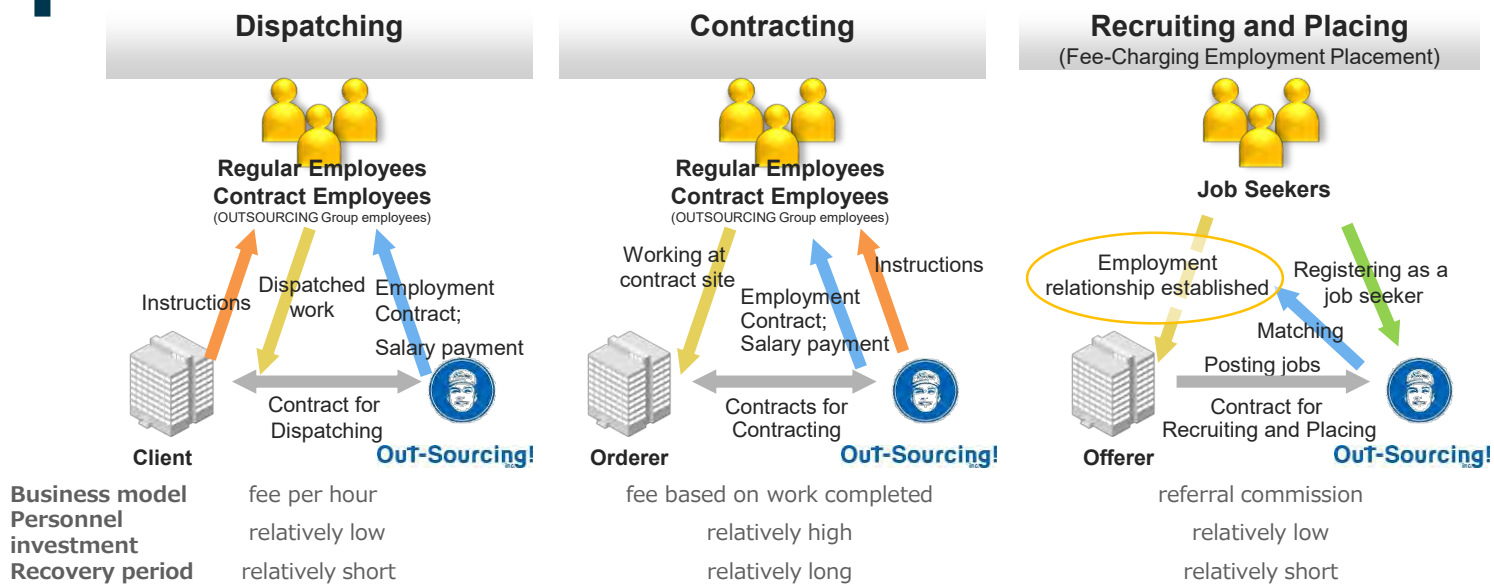 Dispatching
Regular Employees
Contract Employees
(OUTSOURCING Group employees)
Instructions
Dispatched
work
Employment
Contract;
Salary payment
Contract for
Dispatching
Client
OuT-Sourcing!
inc.
Contracting
Regular Employees
Contract Employees
(OUTSOURCING Group employees)
Working at
contract site
Employment
Contract;
Salary payment
Instructions
Contracts for
Contracting
Orderer
OuT-Sourcing!
inc.
Recruiting and Placing
(Fee-Charging Employment Placement)
Job Seekers
Employment
relationship established
Registering as a
job seeker
Matching
Posting jobs
Contract for
Recruiting and Placing
Offerer
OuT-Sourcing!
inc.
Business model fee per hour fee based on work completed referral commission
Personnel
investment relatively low relatively high relatively low
Recovery period relatively short relatively long relatively short